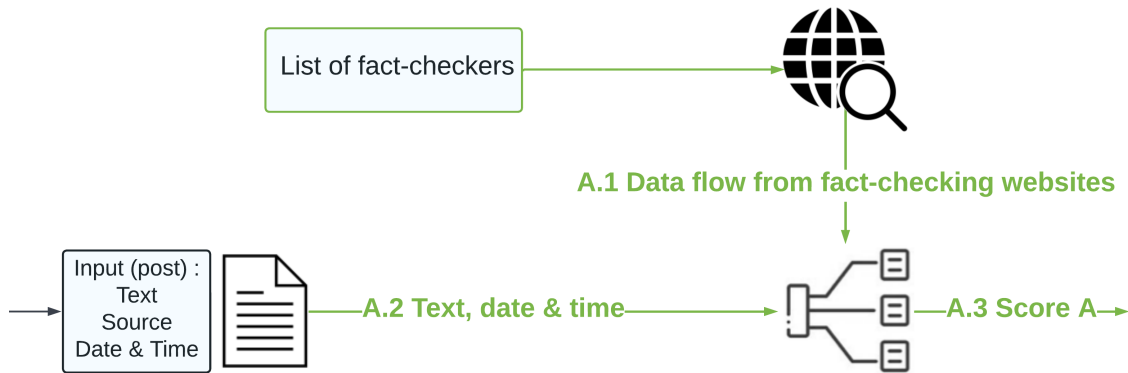 List of fact-checkers
A.1 Data flow from fact-checking websites
Input (post) :
Text
Source
Date & Time
A.2 Text, date & time
A.3 Score A